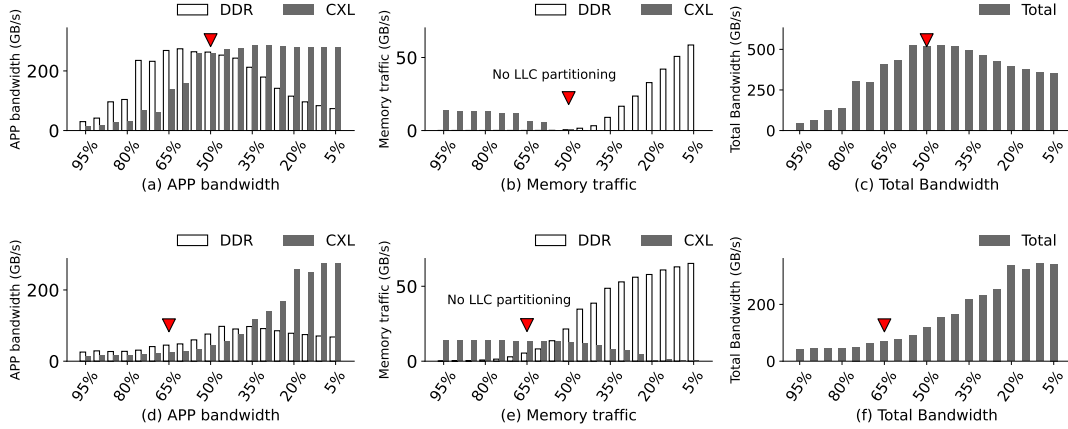 DDR CXL
APP bandwidth (GB/s)
200
0
95% 80% 65% 50% 35% 20% 5%
(a) APP bandwidth
DDR CXL
Memory traffic (GB/s)
50
0
No LLC partitioning
95% 80% 65% 50% 35% 20% 5%
(b) Memory traffic
Total
Total Bandwidth (GB/s)
500
250
0
95% 80% 65% 50% 35% 20% 5%
(c) Total Bandwidth
DDR CXL
APP bandwidth (GB/s)
200
0
95% 80% 65% 50% 35% 20% 5%
(d) APP bandwidth
DDR CXL
Memory traffic (GB/s)
50
0
No LLC partitioning
95% 80% 65% 50% 35% 20% 5%
(e) Memory traffic
Total
Total Bandwidth (GB/s)
200
0
95% 80% 65% 50% 35% 20% 5%
(f) Total Bandwidth